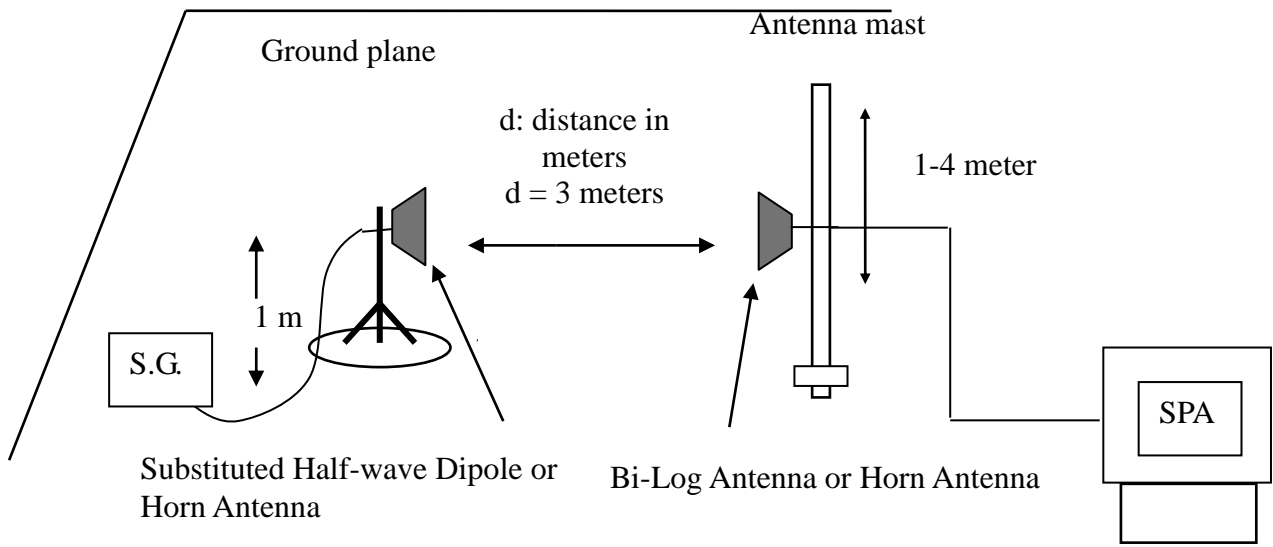 Antenna mast
Ground plane
d: distance in
meters
d = 3 meters
1-4 meter
1 m
S.G.
SPA
Substituted Half-wave Dipole or
Horn Antenna
Bi-Log Antenna or Horn Antenna